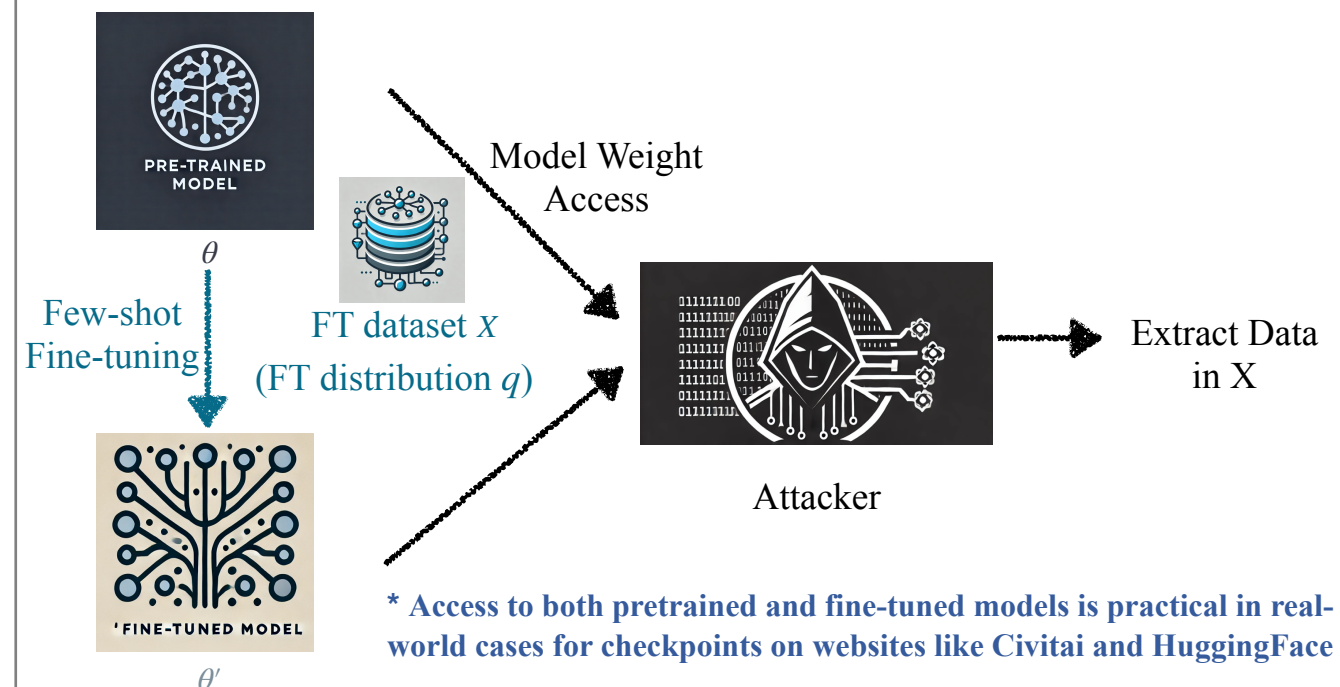 PRE-TRAINED
MODEL
θ
Few-shot
Fine-tuning
FT dataset X
(FT distribution q)
'FINE-TUNED MODEL
θ′
Model Weight
Access
Attacker
Extract Data
in X
* Access to both pretrained and fine-tuned models is practical in real-
world cases for checkpoints on websites like Civitai and HuggingFace